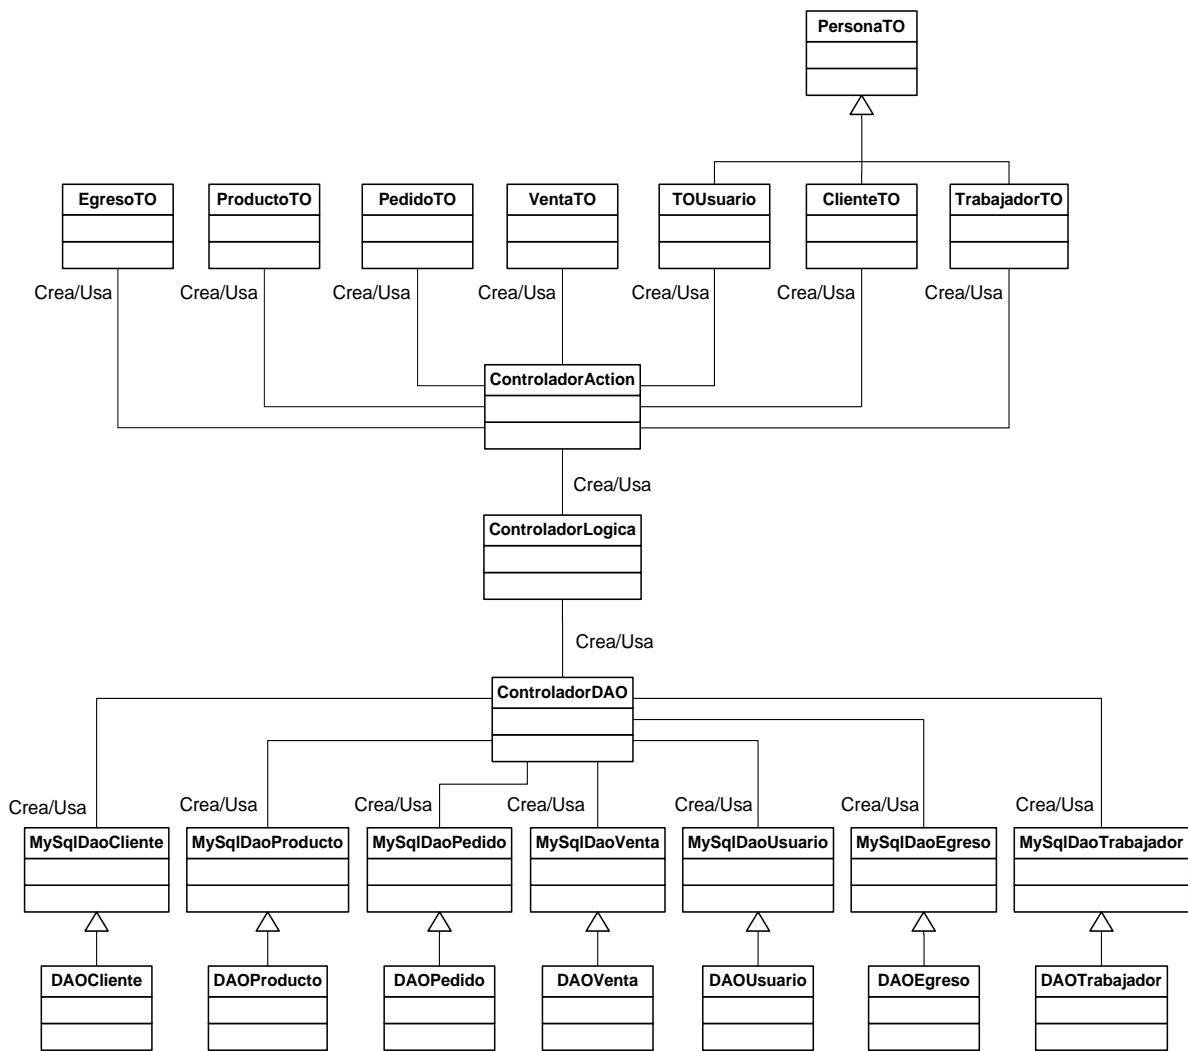 PersonaTO
EgresoTO
ProductoTO
PedidoTO
VentaTO
TOUsuario
ClienteTO
TrabajadorTO
Crea/Usa
Crea/Usa
Crea/Usa
Crea/Usa
Crea/Usa
Crea/Usa
Crea/Usa
ControladorAction
Crea/Usa
ControladorLogica
Crea/Usa
ControladorDAO
Crea/Usa
Crea/Usa
Crea/Usa
Crea/Usa
Crea/Usa
Crea/Usa
Crea/Usa
MySqlDaoCliente
MySqlDaoProducto
MySqlDaoPedido
MySqlDaoVenta
MySqlDaoUsuario
MySqlDaoEgreso
MySqlDaoTrabajador
DAOCliente
DAOProducto
DAOPedido
DAOVenta
DAOUsuario
DAOEgreso
DAOTrabajador